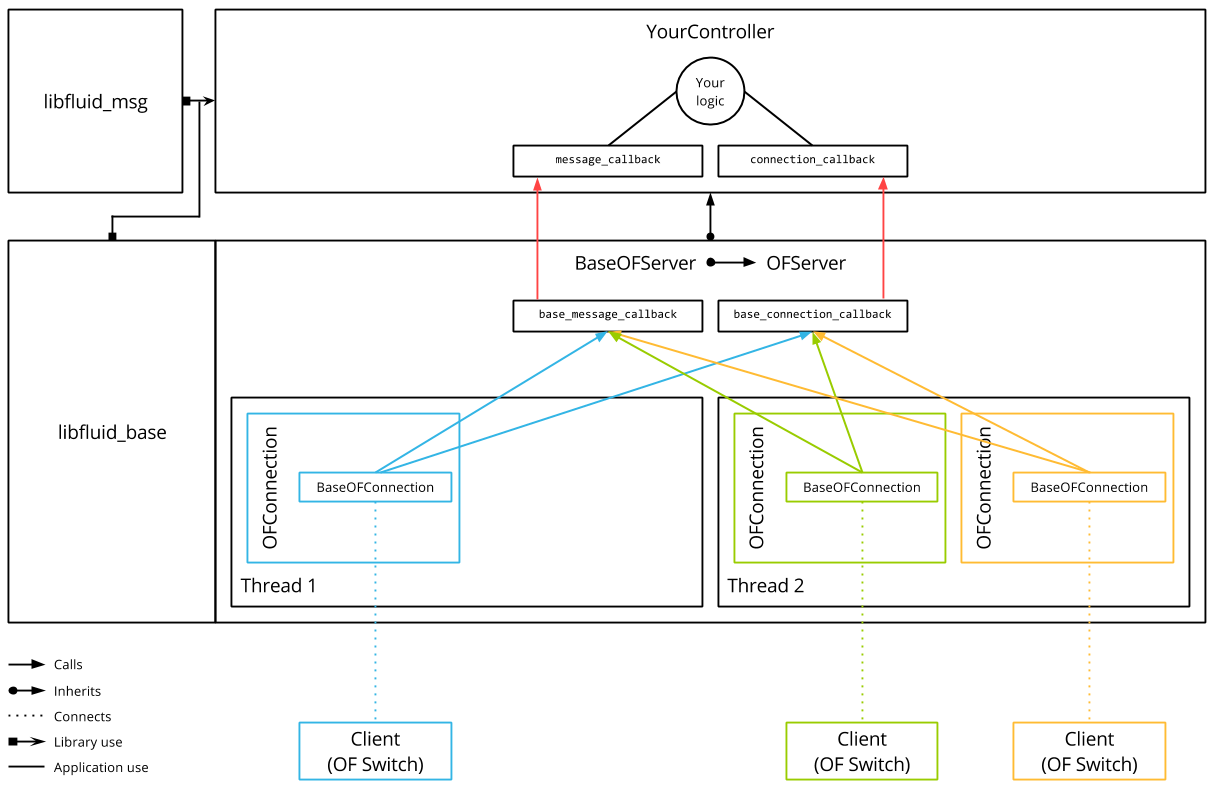 YourController
Your
logic
libfluid_msg
message_callback
connection_callback
BaseOFServer
OFServer
base_message_callback
base_connection_callback
libfluid_base
OFConnection
BaseOFConnection
Thread 1
OFConnection
BaseOFConnection
OFConnection
BaseOFConnection
Thread 2
Calls
Inherits
Connects
Library use
Application use
Client
(OF Switch)
Client
(OF Switch)
Client
(OF Switch)